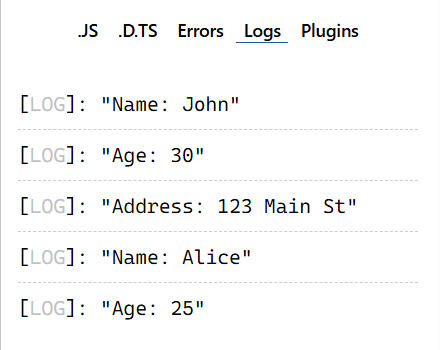 .JS .D.TS Errors Logs Plugins
[LOG]: "Name: John"
[LOG]: "Age: 30"
[LOG]: "Address: 123 Main St"
[LOG]: "Name: Alice"
[LOG]: "Age: 25"